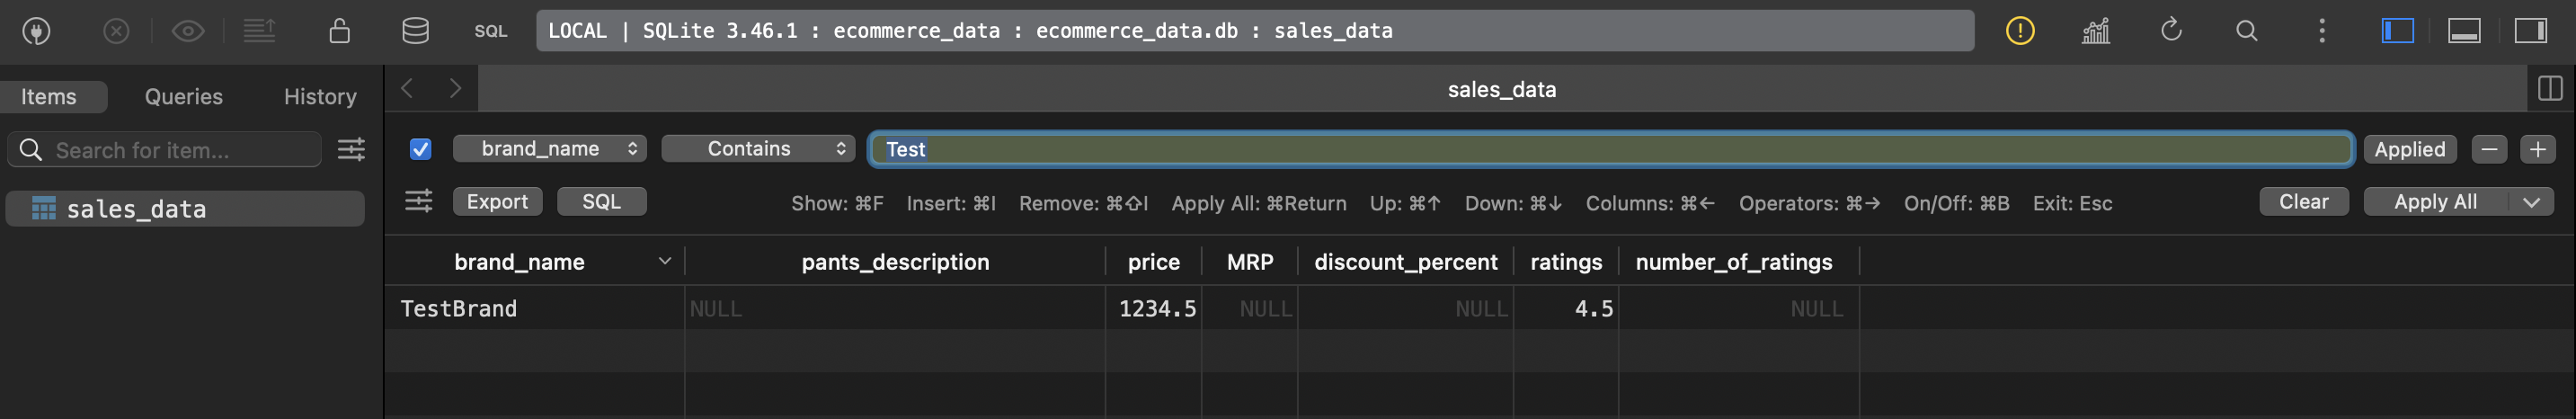 SQL LOCAL | SQLite 3.46.1 : ecommerce_data : ecommerce_data.db : sales_data
Items Queries History
sales_data
Search for item...
sales_data
brand_name Contains Test Applied
Export SQL Show: ⌘F Insert: ⌘I Remove: ⌘⇧I Apply All: ⌘Return Up: ⌘↑ Down: ⌘↓ Columns: ⌘← Operators: ⌘→ On/Off: ⌘B Exit: Esc Clear Apply All
brand_name pants_description price MRP discount_percent ratings number_of_ratings
TestBrand NULL 1234.5 NULL NULL 4.5 NULL